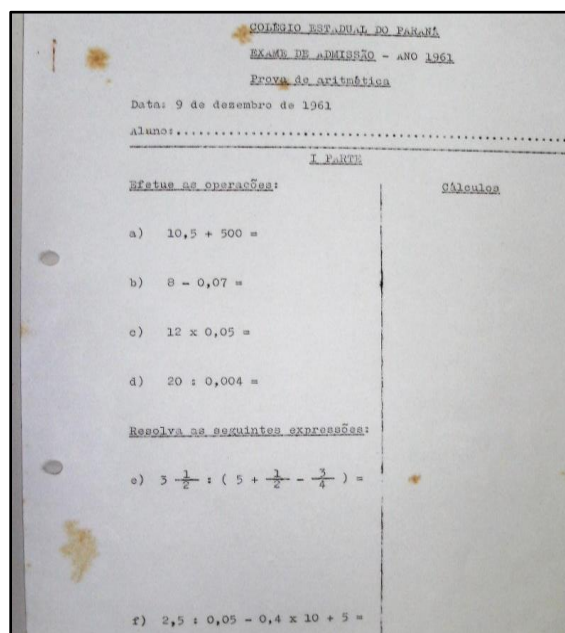 COLÉGIO ESTADUAL DO PARANÁ
EXAME DE ADMISSÃO - ANO 1961
Prova de aritmética
Data: 9 de dezembro de 1961
Aluno:..............................................
I PARTE
Efetue as operações:
Cálculos
a) 10,5 + 500 =
b) 8 - 0,07 =
c) 12 x 0,05 =
d) 20 : 0,004 =
Resolva as seguintes expressões:
e) 3 1/2 : ( 5 + 1/2 - 3/4 ) =
f) 2,5 : 0,05 - 0,4 x 10 + 5 =